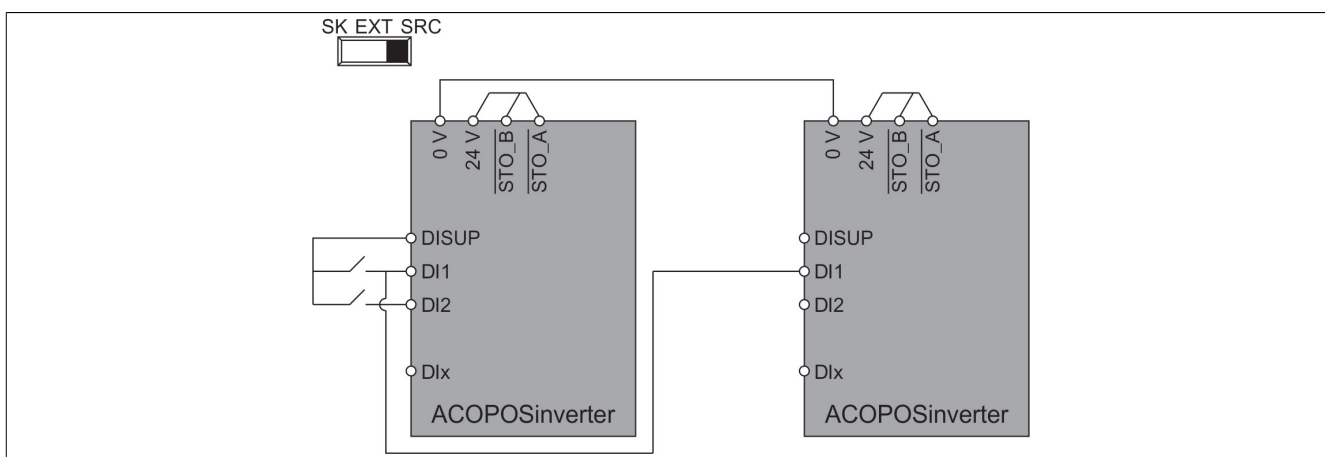 SK EXT SRC
0 V
24 V
STO_B
STO_A
0 V
24 V
STO_B
STO_A
DISUP
DI1
DI2
DIx
ACOPOSinverter
DISUP
DI1
DI2
DIx
ACOPOSinverter